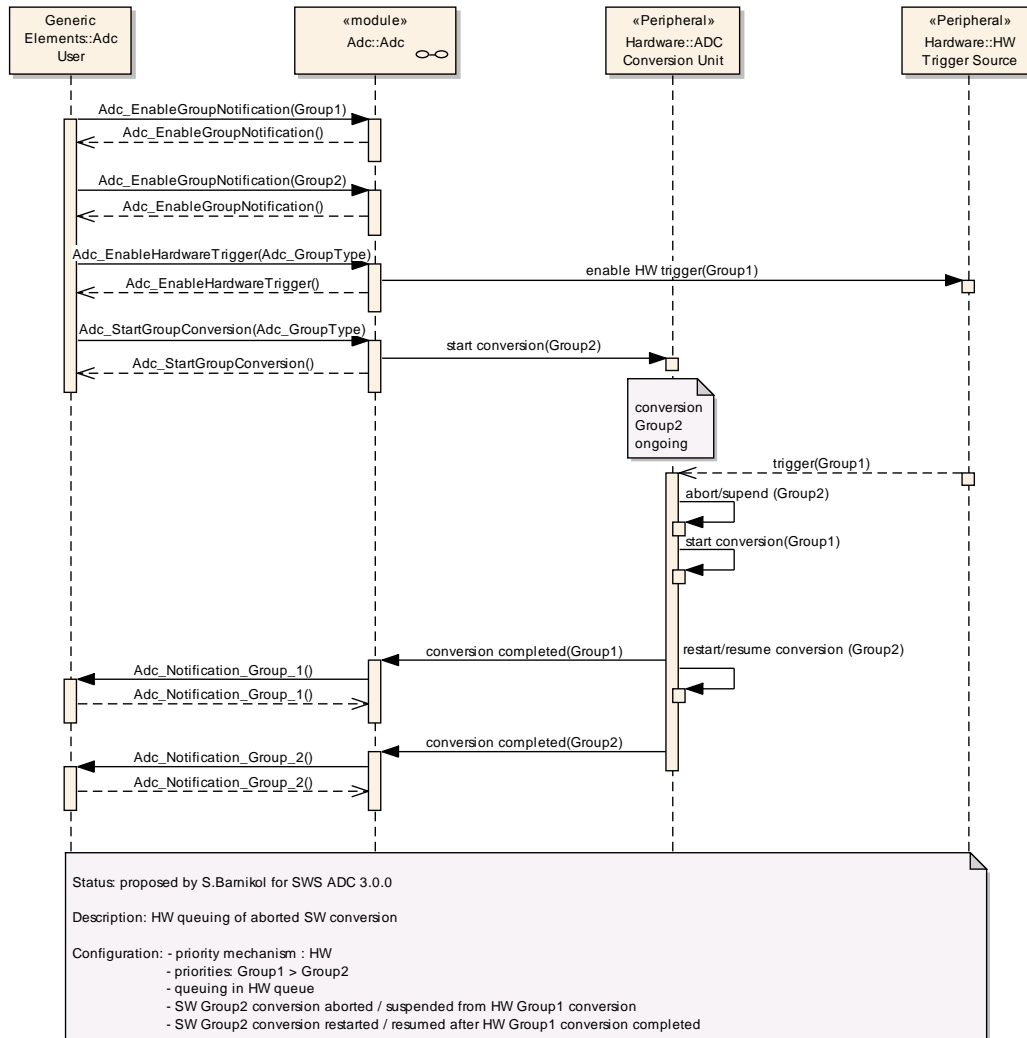 Generic
Elements::Adc
User
«module»
Adc::Adc
«Peripheral»
Hardware::ADC
Conversion Unit
«Peripheral»
Hardware::HW
Trigger Source
Adc_EnableGroupNotification(Group1)
Adc_EnableGroupNotification()
Adc_EnableGroupNotification(Group2)
Adc_EnableGroupNotification()
Adc_EnableHardwareTrigger(Adc_GroupType)
enable HW trigger(Group1)
Adc_EnableHardwareTrigger()
Adc_StartGroupConversion(Adc_GroupType)
start conversion(Group2)
Adc_StartGroupConversion()
conversion
Group2
ongoing
trigger(Group1)
abort/supend (Group2)
start conversion(Group1)
conversion completed(Group1)
restart/resume conversion (Group2)
Adc_Notification_Group_1()
Adc_Notification_Group_1()
conversion completed(Group2)
Adc_Notification_Group_2()
Adc_Notification_Group_2()
Status: proposed by S.Barnikol for SWS ADC 3.0.0
Description: HW queuing of aborted SW conversion
Configuration: - priority mechanism : HW
- priorities: Group1 > Group2
- queuing in HW queue
- SW Group2 conversion aborted / suspended from HW Group1 conversion
- SW Group2 conversion restarted / resumed after HW Group1 conversion completed